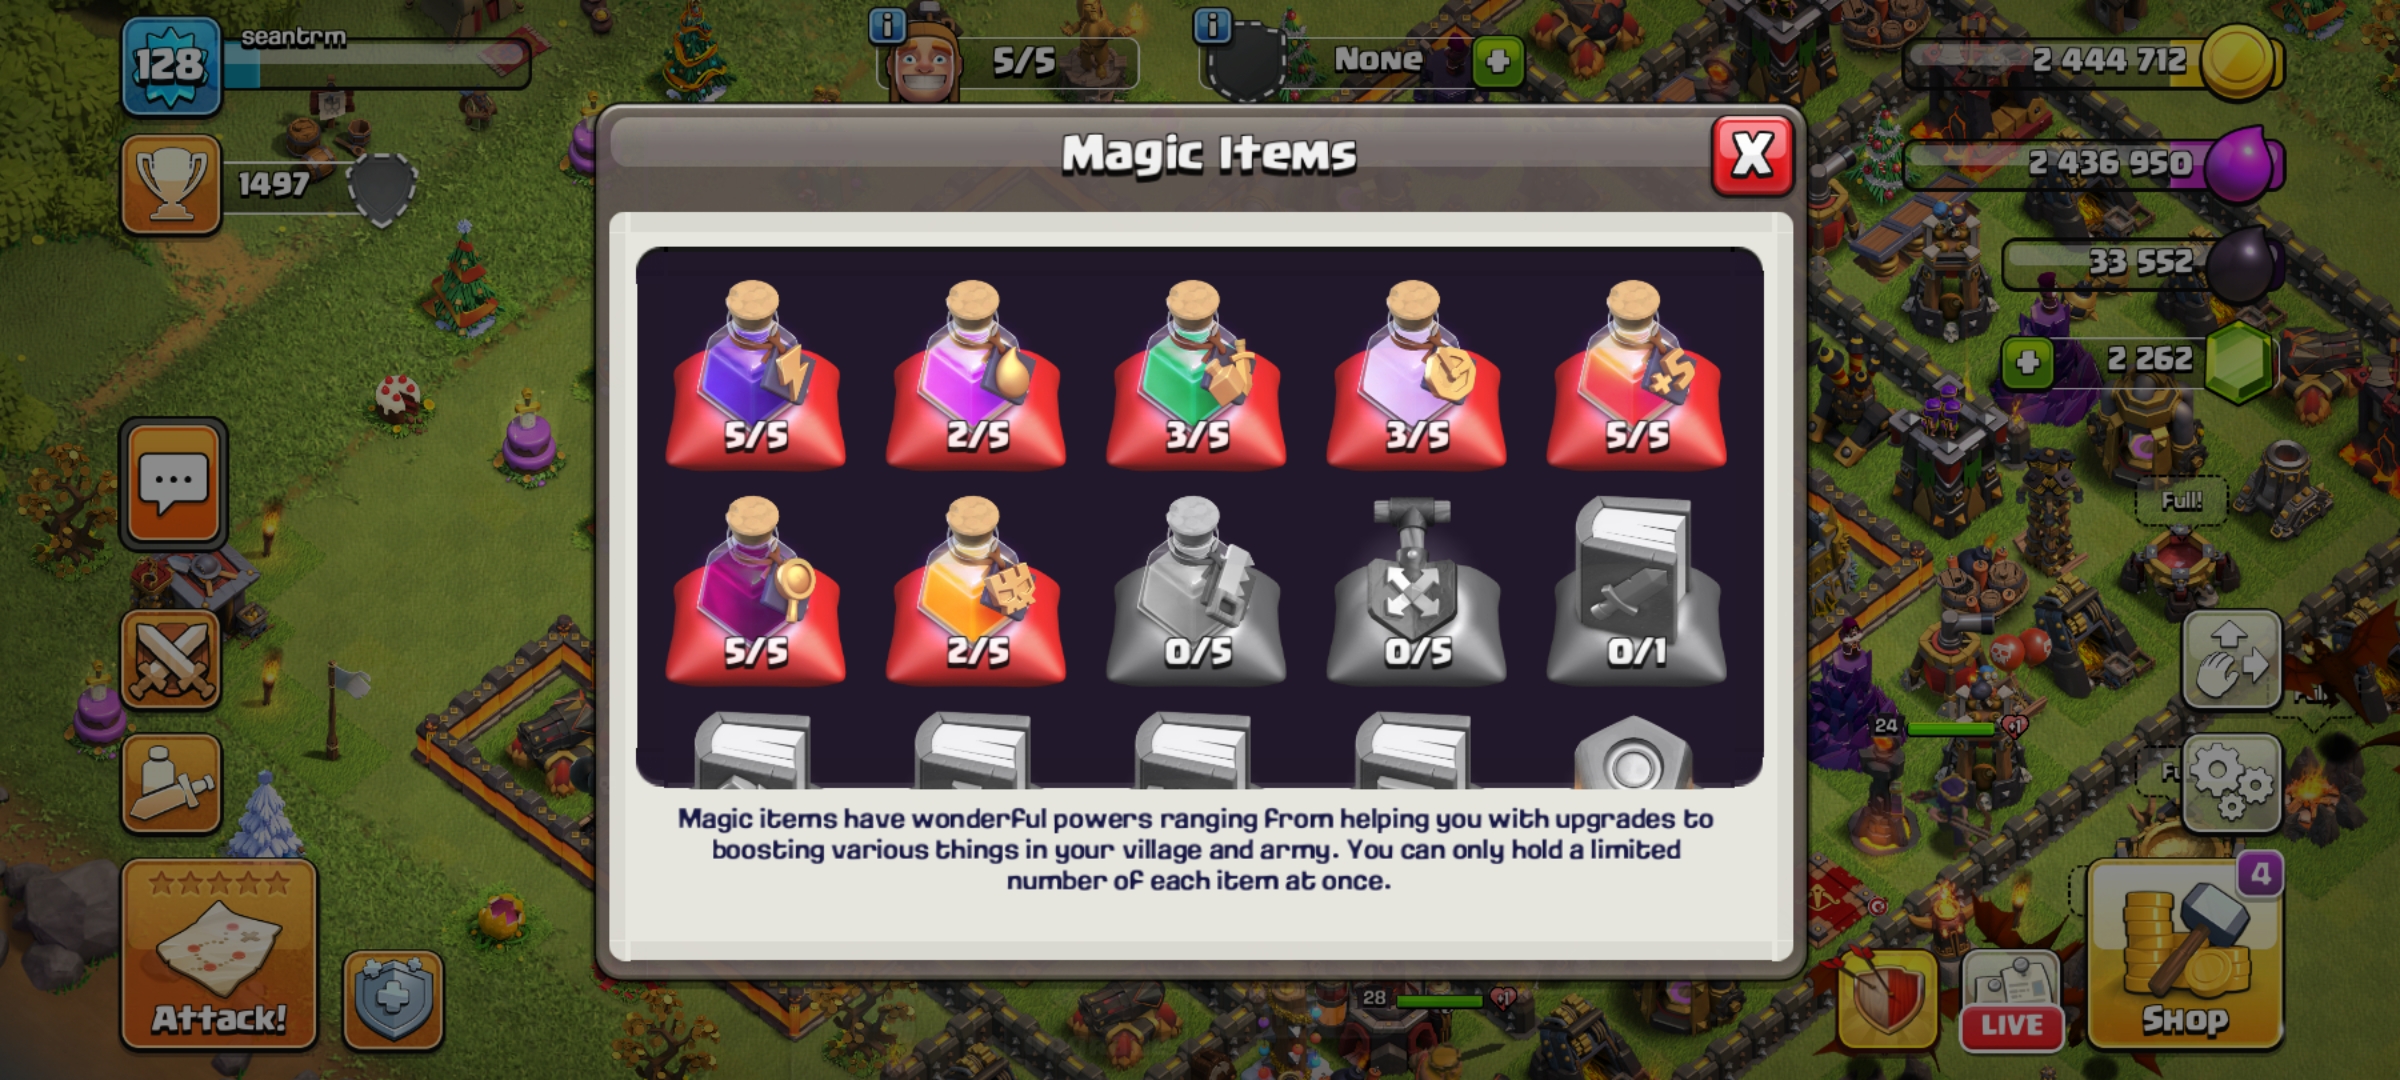 128
seantrm
5/5
None
2 444 712
1497
2 436 950
33 552
2 262
Magic Items
X
5/5
2/5
3/5
3/5
+5
5/5
5/5
2/5
0/5
0/5
0/1
Magic items have wonderful powers ranging from helping you with upgrades to
boosting various things in your village and army. You can only hold a limited
number of each item at once.
Full!
24
+1
28
+1
4
Attack!
LIVE
Shop